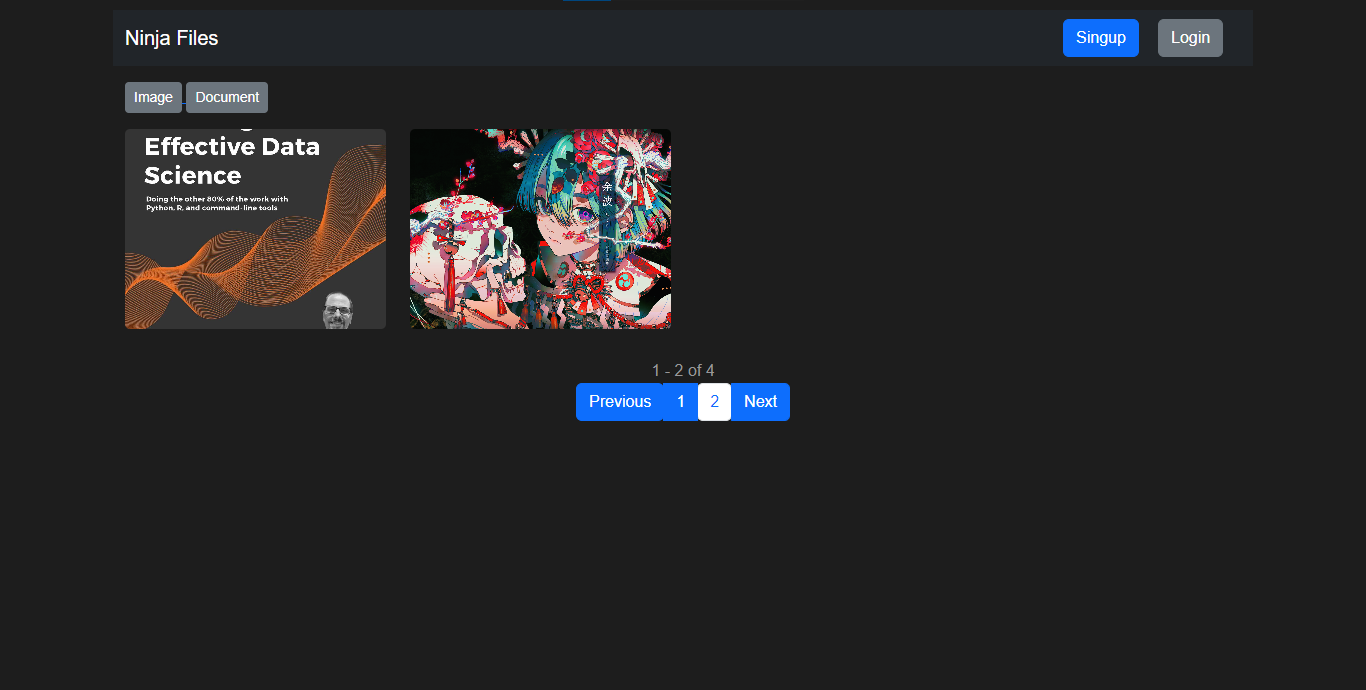 Ninja Files
Singup
Login
Image
Document
Effective Data
Science
Doing the other 80% of the work with
Python, R, and command-line tools
余
波
1 - 2 of 4
Previous
1
2
Next